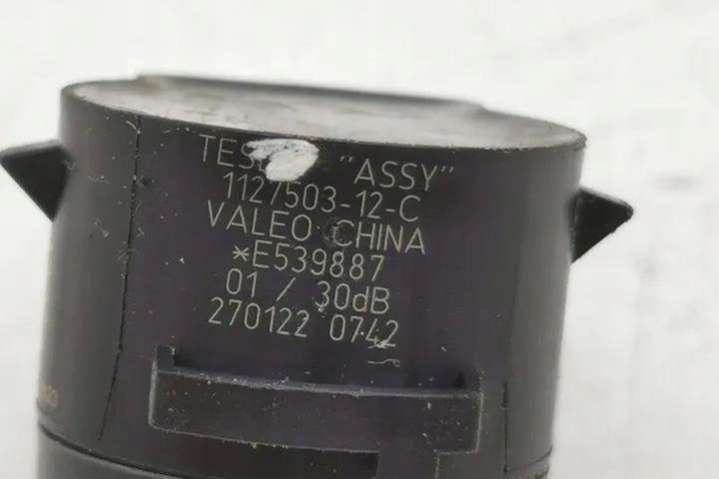 "ASSY"
1127503-12-C
VALEO CHINA
*E539887
01 / 30dB
270122 0742